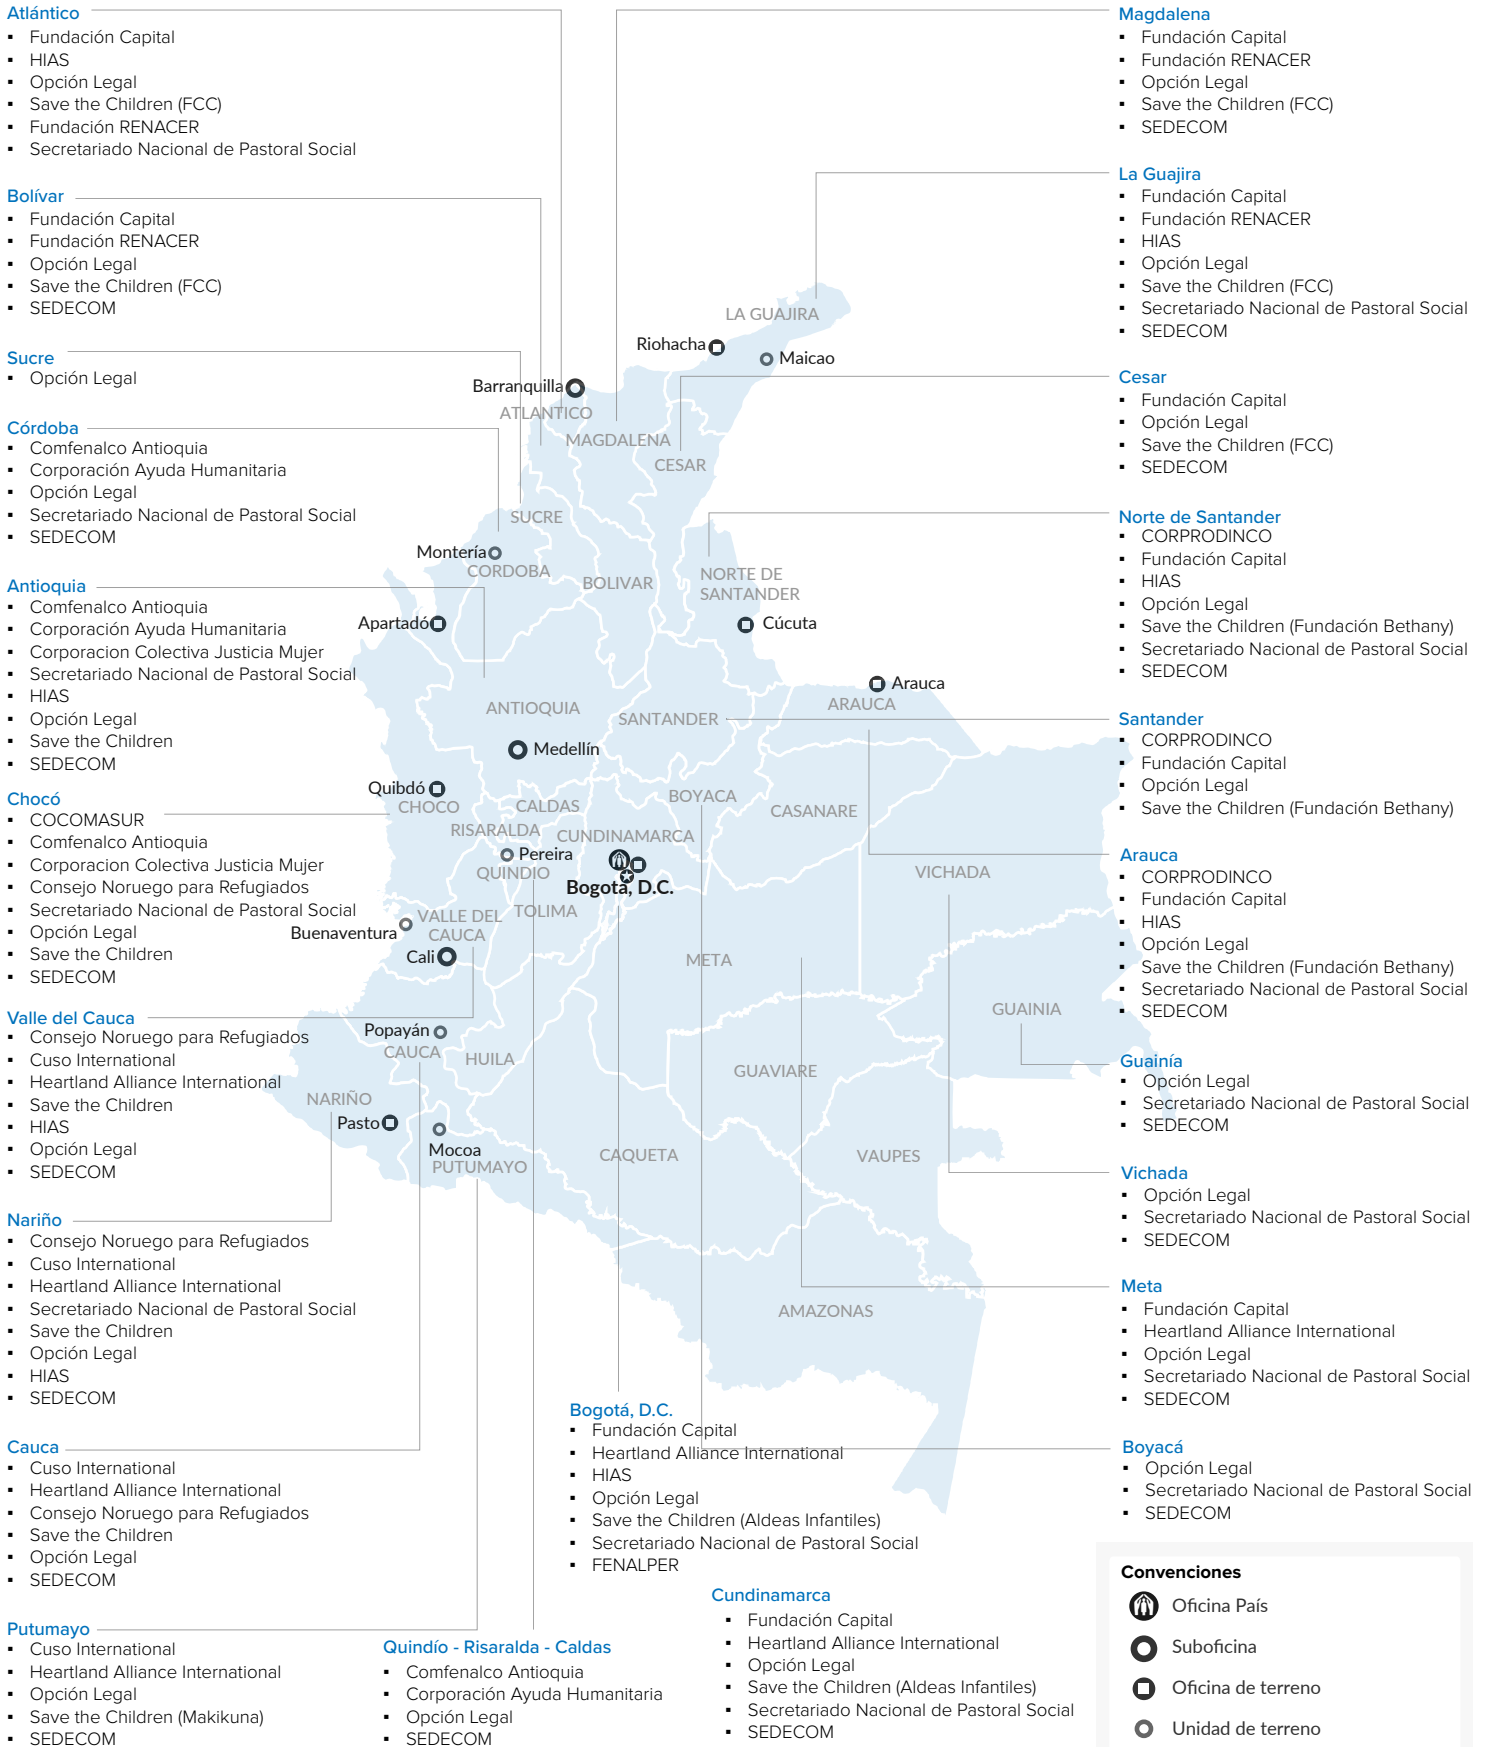 Atlántico
▪ Fundación Capital
▪ HIAS
▪ Opción Legal
▪ Save the Children (FCC)
▪ Fundación RENACER
▪ Secretariado Nacional de Pastoral Social
Bolívar
▪ Fundación Capital
▪ Fundación RENACER
▪ Opción Legal
▪ Save the Children (FCC)
▪ SEDECOM
Sucre
▪ Opción Legal
Córdoba
▪ Comfenalco Antioquia
▪ Corporación Ayuda Humanitaria
▪ Opción Legal
▪ Secretariado Nacional de Pastoral Social
▪ SEDECOM
Antioquia
▪ Comfenalco Antioquia
▪ Corporación Ayuda Humanitaria
▪ Corporacion Colectiva Justicia Mujer
▪ Secretariado Nacional de Pastoral Social
▪ HIAS
▪ Opción Legal
▪ Save the Children
▪ SEDECOM
Chocó
▪ COCOMASUR
▪ Comfenalco Antioquia
▪ Corporacion Colectiva Justicia Mujer
▪ Consejo Noruego para Refugiados
▪ Secretariado Nacional de Pastoral Social
▪ Opción Legal
▪ Save the Children
▪ SEDECOM
Valle del Cauca
▪ Consejo Noruego para Refugiados
▪ Cuso International
▪ Heartland Alliance International
▪ Save the Children
▪ HIAS
▪ Opción Legal
▪ SEDECOM
Nariño
▪ Consejo Noruego para Refugiados
▪ Cuso International
▪ Heartland Alliance International
▪ Secretariado Nacional de Pastoral Social
▪ Save the Children
▪ Opción Legal
▪ HIAS
▪ SEDECOM
Cauca
▪ Cuso International
▪ Heartland Alliance International
▪ Consejo Noruego para Refugiados
▪ Save the Children
▪ Opción Legal
▪ SEDECOM
Putumayo
▪ Cuso International
▪ Heartland Alliance International
▪ Opción Legal
▪ Save the Children (Makikuna)
▪ SEDECOM
LA GUAJIRA
Riohacha
Maicao
Barranquilla
ATLANTICO
MAGDALENA
CESAR
SUCRE
Montería
CORDOBA
BOLIVAR
NORTE DE
SANTANDER
Apartadó
Cúcuta
Arauca
ARAUCA
ANTIOQUIA
SANTANDER
Medellín
Quibdó
CHOCO
CALDAS
BOYACA
CASANARE
RISARALDA
CUNDINAMARCA
Pereira
QUINDIO
Bogotá, D.C.
VICHADA
VALLE DEL
CAUCA
TOLIMA
Buenaventura
Cali
META
GUAINIA
Popayán
CAUCA
HUILA
GUAVIARE
NARIÑO
Pasto
Mocoa
PUTUMAYO
CAQUETA
VAUPES
AMAZONAS
Quindío - Risaralda - Caldas
▪ Comfenalco Antioquia
▪ Corporación Ayuda Humanitaria
▪ Opción Legal
▪ SEDECOM
Bogotá, D.C.
▪ Fundación Capital
▪ Heartland Alliance International
▪ HIAS
▪ Opción Legal
▪ Save the Children (Aldeas Infantiles)
▪ Secretariado Nacional de Pastoral Social
▪ FENALPER
Cundinamarca
▪ Fundación Capital
▪ Heartland Alliance International
▪ Opción Legal
▪ Save the Children (Aldeas Infantiles)
▪ Secretariado Nacional de Pastoral Social
▪ SEDECOM
Magdalena
▪ Fundación Capital
▪ Fundación RENACER
▪ Opción Legal
▪ Save the Children (FCC)
▪ SEDECOM
La Guajira
▪ Fundación Capital
▪ Fundación RENACER
▪ HIAS
▪ Opción Legal
▪ Save the Children (FCC)
▪ Secretariado Nacional de Pastoral Social
▪ SEDECOM
Cesar
▪ Fundación Capital
▪ Opción Legal
▪ Save the Children (FCC)
▪ SEDECOM
Norte de Santander
▪ CORPRODINCO
▪ Fundación Capital
▪ HIAS
▪ Opción Legal
▪ Save the Children (Fundación Bethany)
▪ Secretariado Nacional de Pastoral Social
▪ SEDECOM
Santander
▪ CORPRODINCO
▪ Fundación Capital
▪ Opción Legal
▪ Save the Children (Fundación Bethany)
Arauca
▪ CORPRODINCO
▪ Fundación Capital
▪ HIAS
▪ Opción Legal
▪ Save the Children (Fundación Bethany)
▪ Secretariado Nacional de Pastoral Social
▪ SEDECOM
Guainía
▪ Opción Legal
▪ Secretariado Nacional de Pastoral Social
▪ SEDECOM
Vichada
▪ Opción Legal
▪ Secretariado Nacional de Pastoral Social
▪ SEDECOM
Meta
▪ Fundación Capital
▪ Heartland Alliance International
▪ Opción Legal
▪ Secretariado Nacional de Pastoral Social
▪ SEDECOM
Boyacá
▪ Opción Legal
▪ Secretariado Nacional de Pastoral Social
▪ SEDECOM
Convenciones
Oficina País
Suboficina
Oficina de terreno
Unidad de terreno